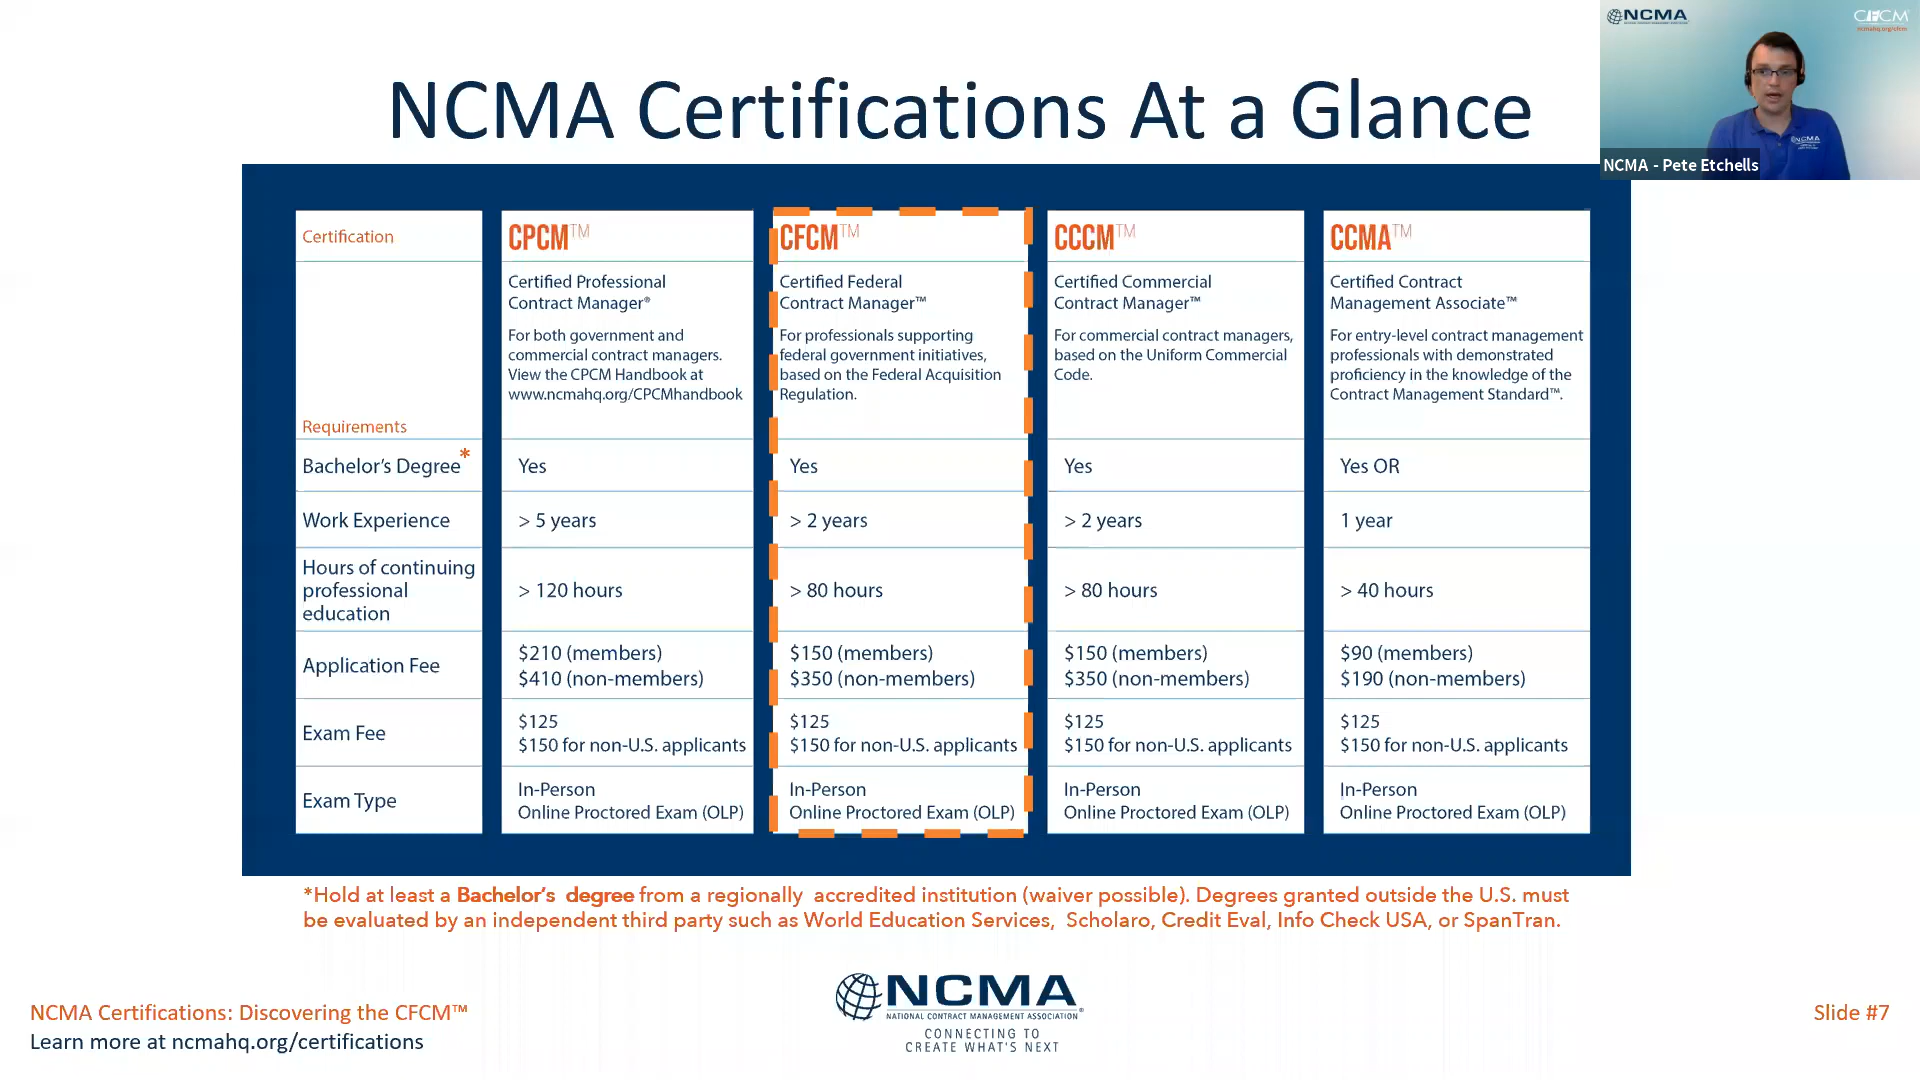 NCMA Certifications At a Glance
NCMA
CFCM
ncmahq.org/cfcm
NCMA
NCMA - Pete Etchells
Certification
CPCM™
CFCM™
CCCM™
CCMA™
Requirements
Certified Professional
Contract Manager®
For both government and
commercial contract managers.
View the CPCM Handbook at
www.ncmahq.org/CPCMhandbook
Certified Federal
Contract Manager™
For professionals supporting
federal government initiatives,
based on the Federal Acquisition
Regulation.
Certified Commercial
Contract Manager™
For commercial contract managers,
based on the Uniform Commercial
Code.
Certified Contract
Management Associate™
For entry-level contract management
professionals with demonstrated
proficiency in the knowledge of the
Contract Management Standard™.
Bachelor's Degree*
Yes
Yes
Yes
Yes OR
Work Experience
> 5 years
> 2 years
> 2 years
1 year
Hours of continuing
professional
education
> 120 hours
> 80 hours
> 80 hours
> 40 hours
Application Fee
$210 (members)
$410 (non-members)
$150 (members)
$350 (non-members)
$150 (members)
$350 (non-members)
$90 (members)
$190 (non-members)
Exam Fee
$125
$150 for non-U.S. applicants
$125
$150 for non-U.S. applicants
$125
$150 for non-U.S. applicants
$125
$150 for non-U.S. applicants
Exam Type
In-Person
Online Proctored Exam (OLP)
In-Person
Online Proctored Exam (OLP)
In-Person
Online Proctored Exam (OLP)
In-Person
Online Proctored Exam (OLP)
*Hold at least a Bachelor's degree from a regionally accredited institution (waiver possible). Degrees granted outside the U.S. must
be evaluated by an independent third party such as World Education Services, Scholaro, Credit Eval, Info Check USA, or SpanTran.
NCMA
NATIONAL CONTRACT MANAGEMENT ASSOCIATION®
CONNECTING TO
CREATE WHAT'S NEXT
NCMA Certifications: Discovering the CFCM™
Learn more at ncmahq.org/certifications
Slide #7